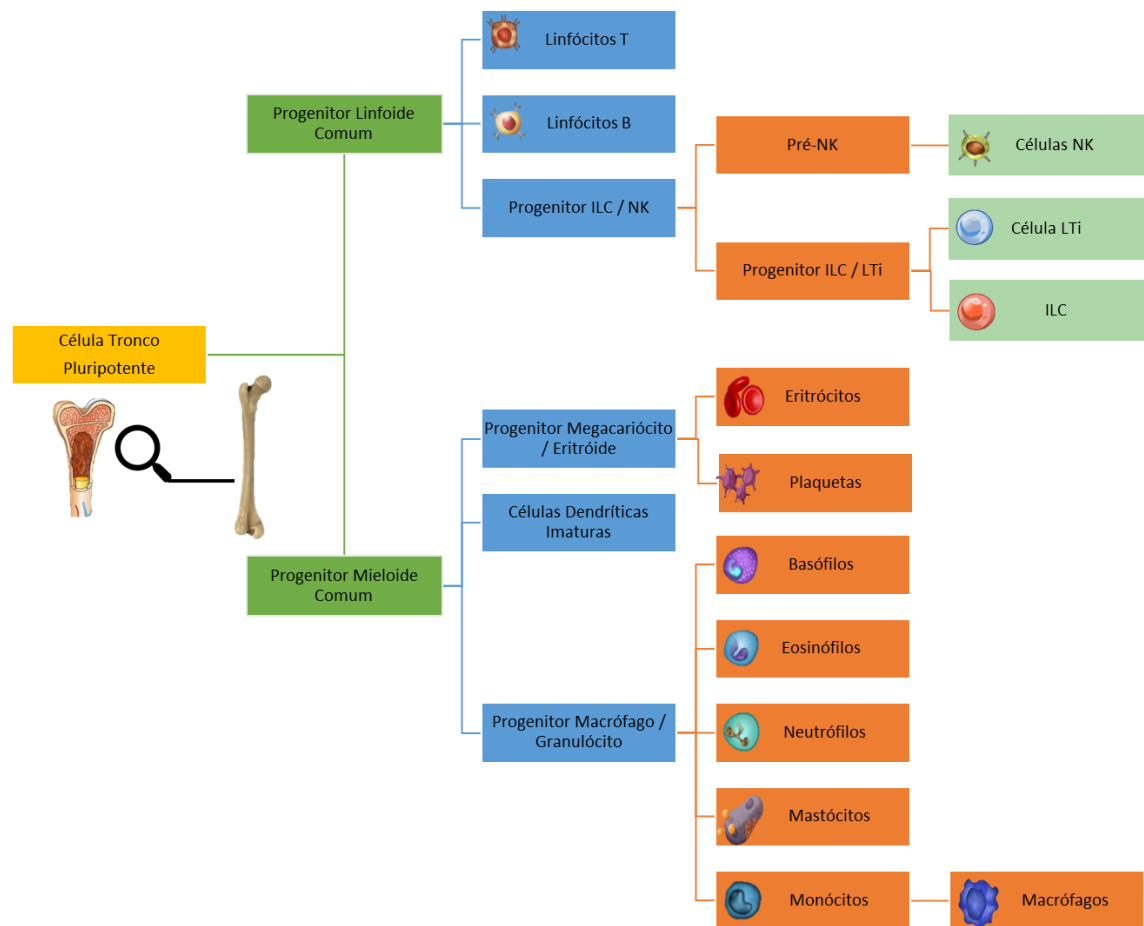 Linfócitos T
Progenitor Linfoide
Comum
Linfócitos B
Pré-NK
Células NK
Progenitor ILC / NK
Célula LTi
Progenitor ILC / LTi
ILC
Célula Tronco
Pluripotente
Eritrócitos
Progenitor Megacariócito
/ Eritróide
Plaquetas
Células Dendríticas
Imaturas
Basófilos
Progenitor Mieloide
Comum
Eosinófilos
Progenitor Macrófago /
Granulócito
Neutrófilos
Mastócitos
Monócitos
Macrófagos